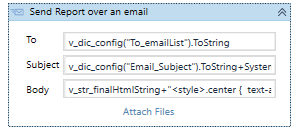 Send Report over an email
To v_dic_config("To_emailList").ToString
Subject v_dic_config("Email_Subject").ToString+System
Body v_str_finalHtmlString+"<style>.center { text-a
Attach Files